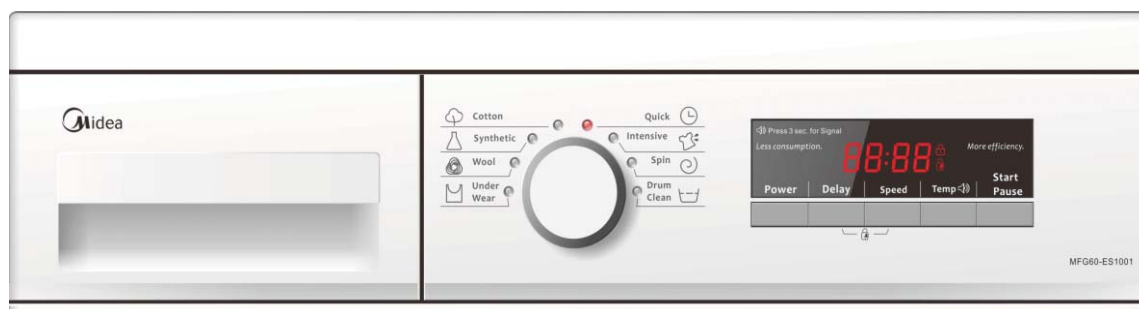 Midea
Cotton
Synthetic
Wool
Under
Wear
Quick
Intensive
Spin
Drum
Clean
Press 3 sec. for Signal
Less consumption.
88:88
More efficiency.
Power
Delay
Speed
Temp
Start
Pause
MFG60-ES1001